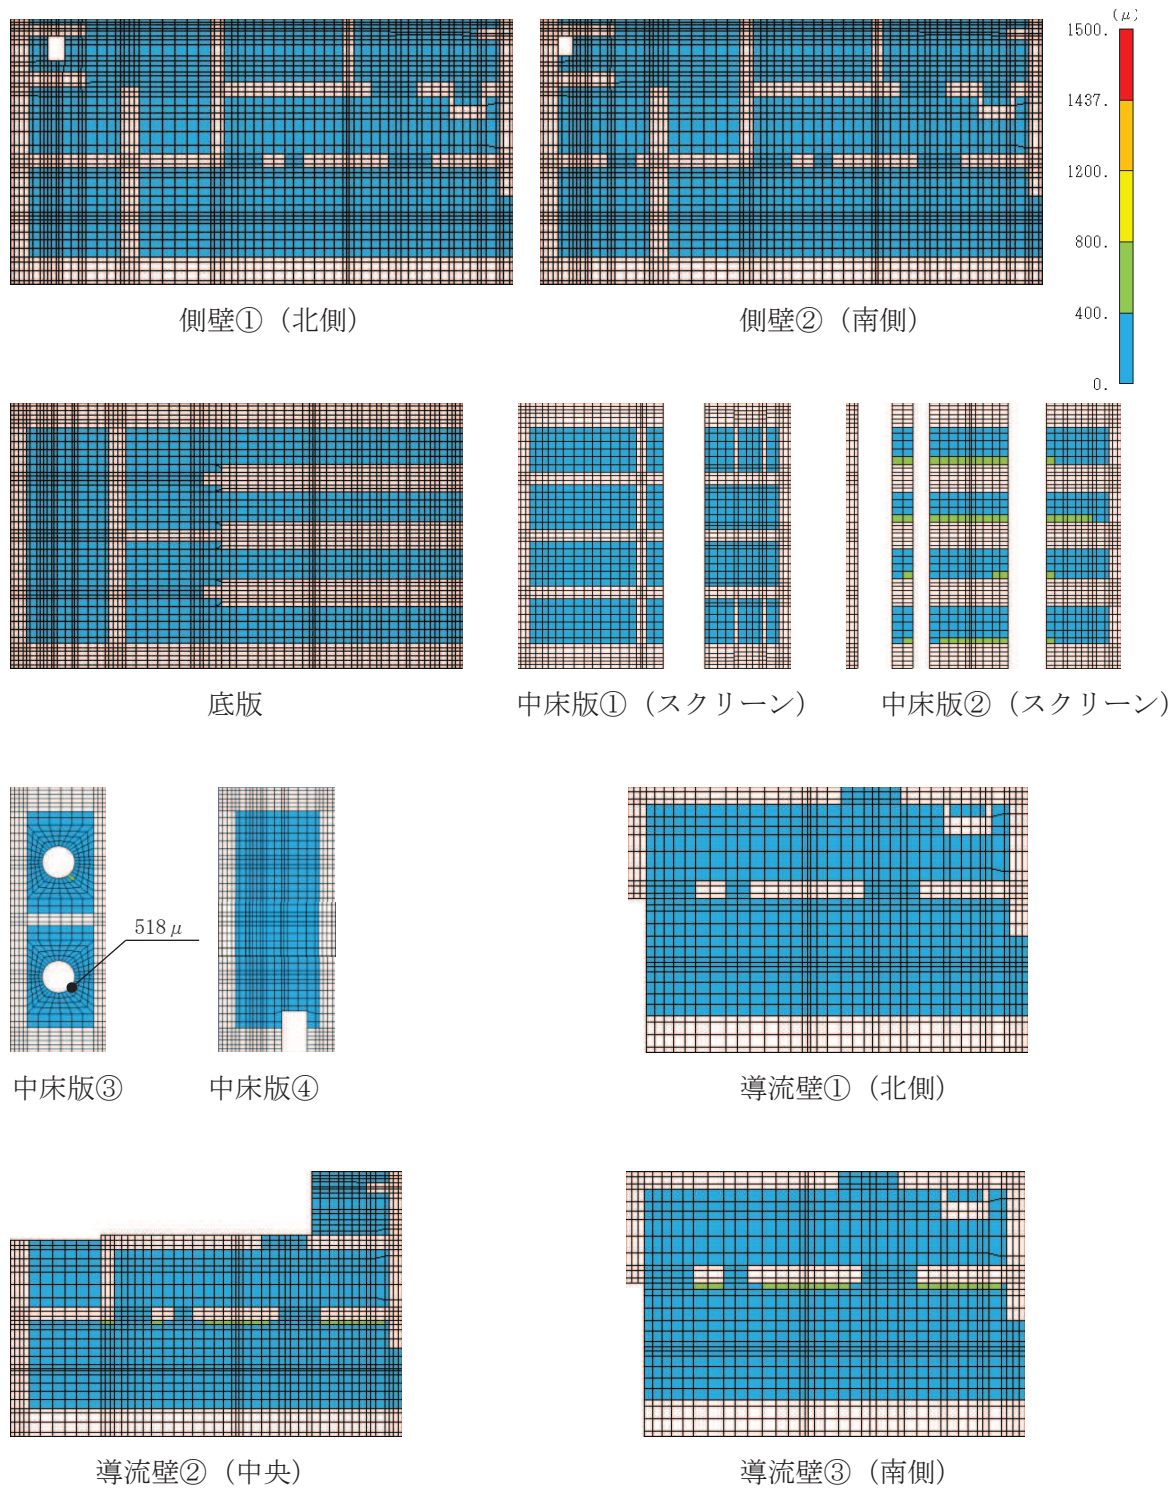 (μ)
1500.
1437.
1200.
800.
400.
0.
側壁①（北側）
側壁②（南側）
底版
中床版①（スクリーン）
中床版②（スクリーン）
518μ
中床版③
中床版④
導流壁①（北側）
導流壁②（中央）
導流壁③（南側）